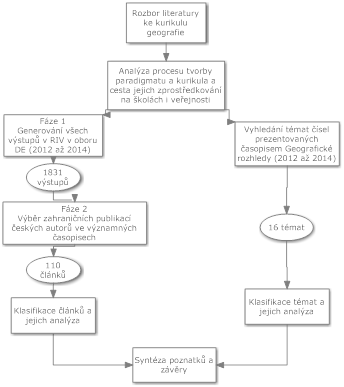 Rozbor literatury
ke kurikulu
geografie
Analýza procesu tvorby
paradigmatu a kurikula a
cesta jejich zprostředkování
na školách i veřejnosti
Fáze 1
Generování všech
výstupů v RIV v oboru
DE (2012 až 2014)
1831
výstupů
Fáze 2
Výběr zahraničních publikací
českých autorů ve významných
časopisech
110
článků
Klasifikace článků a
jejich analýza
Vyhledání témat čísel
prezentovaných
časopisem Geografické
rozhledy (2012 až 2014)
16 témat
Klasifikace témat a
jejich analýza
Syntéza poznatků a
závěry